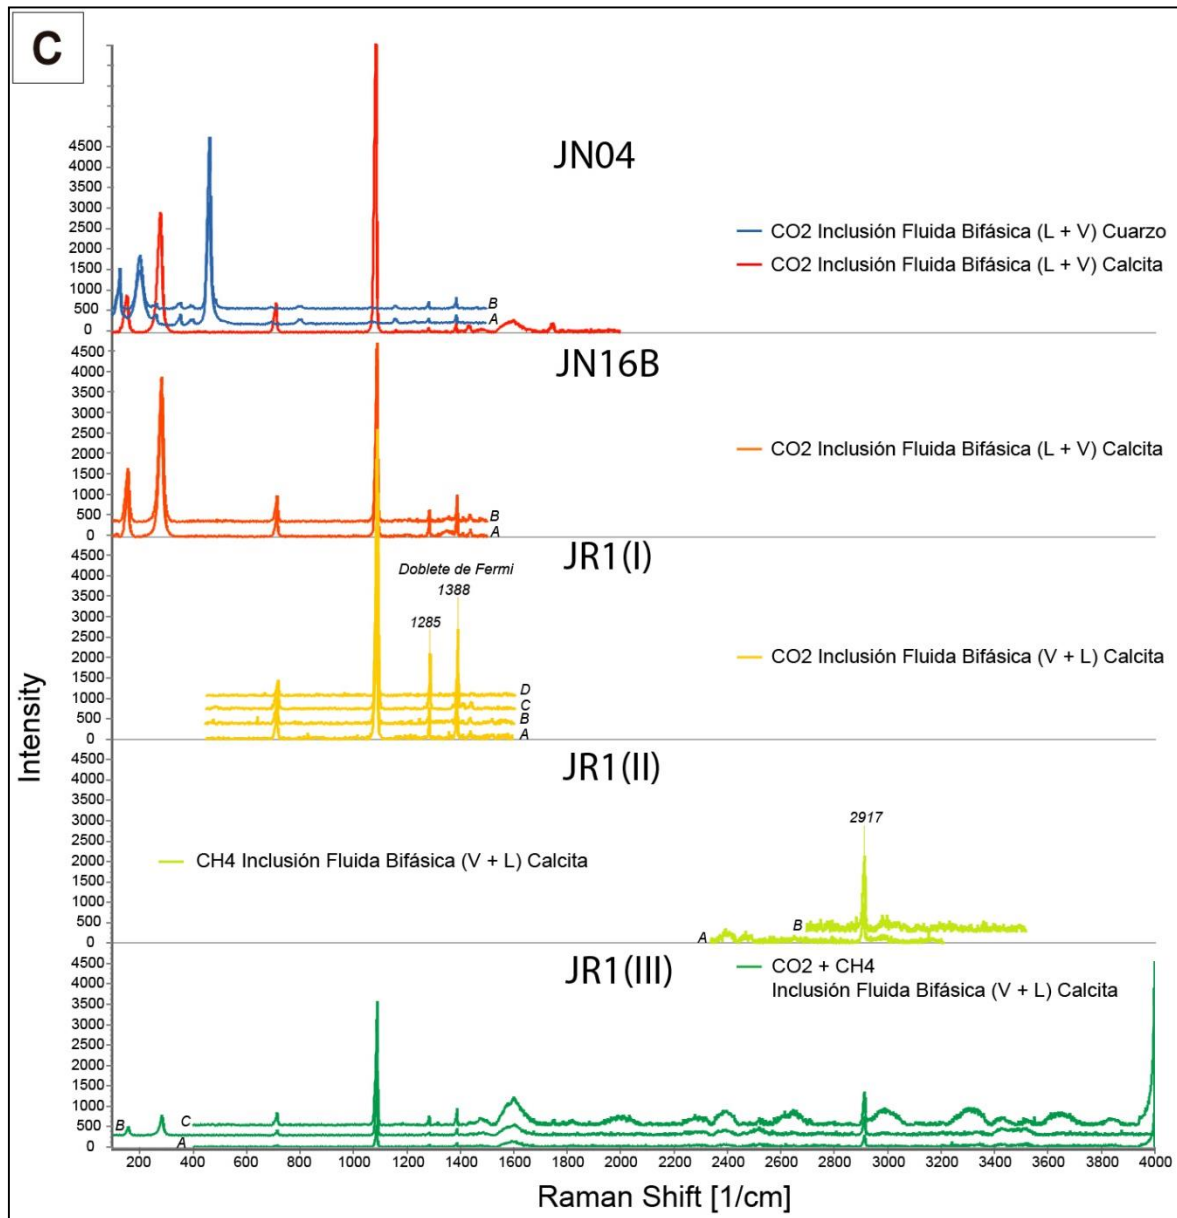 C
JN04
4500
4000
3500
3000
2500
2000
1500
1000
500
0
CO2 Inclusión Fluida Bifásica (L + V) Cuarzo
CO2 Inclusión Fluida Bifásica (L + V) Calcita
B
A
JN16B
4500
4000
3500
3000
2500
2000
1500
1000
500
0
CO2 Inclusión Fluida Bifásica (L + V) Calcita
B
A
JR1(I)
4500
4000
3500
3000
2500
2000
1500
1000
500
0
Doblete de Fermi
1388
1285
CO2 Inclusión Fluida Bifásica (V + L) Calcita
D
C
B
A
Intensity
JR1(II)
4500
4000
3500
3000
2500
2000
1500
1000
500
0
2917
CH4 Inclusión Fluida Bifásica (V + L) Calcita
B
A
JR1(III)
4500
4000
3500
3000
2500
2000
1500
1000
500
0
CO2 + CH4
Inclusión Fluida Bifásica (V + L) Calcita
B
C
A
200 400 600 800 1000 1200 1400 1600 1800 2000 2200 2400 2600 2800 3000 3200 3400 3600 3800 4000
Raman Shift [1/cm]